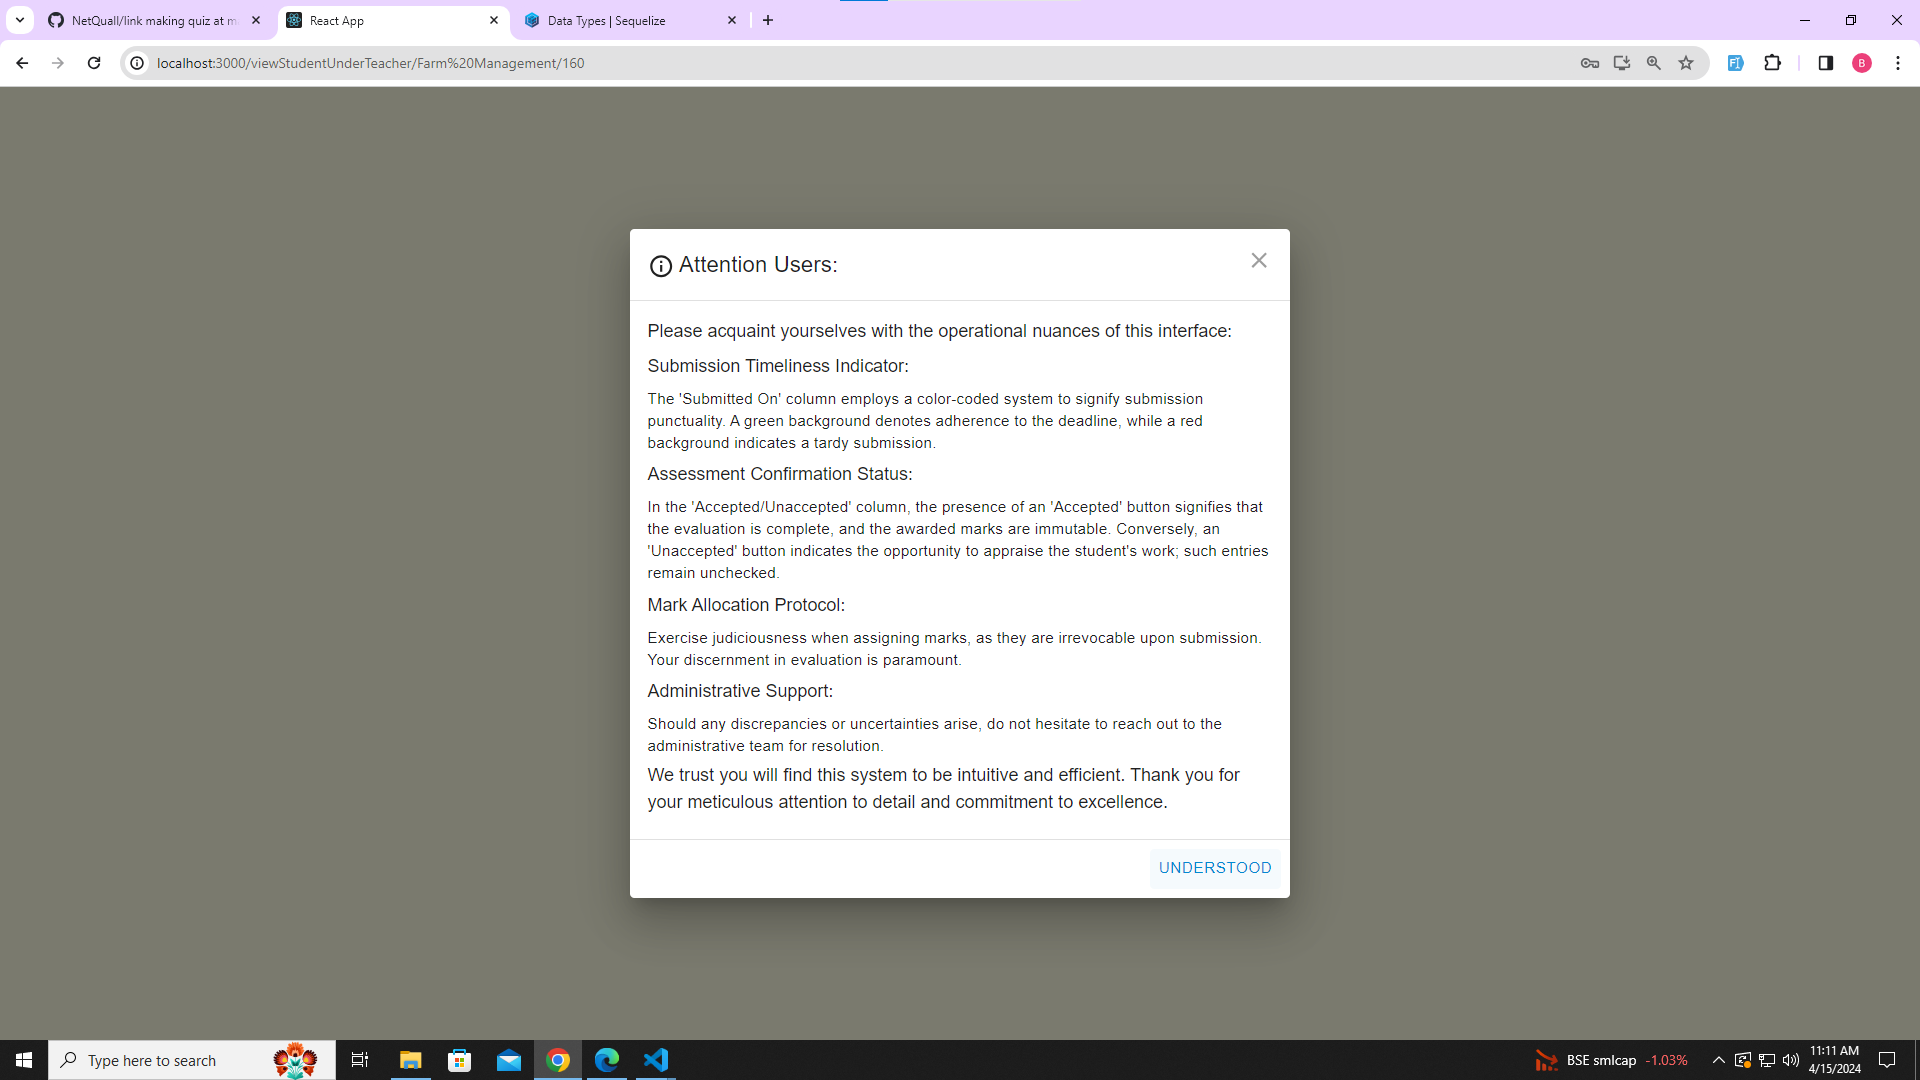 NetQuall/link making quiz at m
React App
Data Types | Sequelize
localhost:3000/viewStudentUnderTeacher/Farm%20Management/160
B
Attention Users:
Please acquaint yourselves with the operational nuances of this interface:
Submission Timeliness Indicator:
The 'Submitted On' column employs a color-coded system to signify submission
punctuality. A green background denotes adherence to the deadline, while a red
background indicates a tardy submission.
Assessment Confirmation Status:
In the 'Accepted/Unaccepted' column, the presence of an 'Accepted' button signifies that
the evaluation is complete, and the awarded marks are immutable. Conversely, an
'Unaccepted' button indicates the opportunity to appraise the student's work; such entries
remain unchecked.
Mark Allocation Protocol:
Exercise judiciousness when assigning marks, as they are irrevocable upon submission.
Your discernment in evaluation is paramount.
Administrative Support:
Should any discrepancies or uncertainties arise, do not hesitate to reach out to the
administrative team for resolution.
We trust you will find this system to be intuitive and efficient. Thank you for
your meticulous attention to detail and commitment to excellence.
UNDERSTOOD
Type here to search
BSE smlcap -1.03%
11:11 AM
4/15/2024